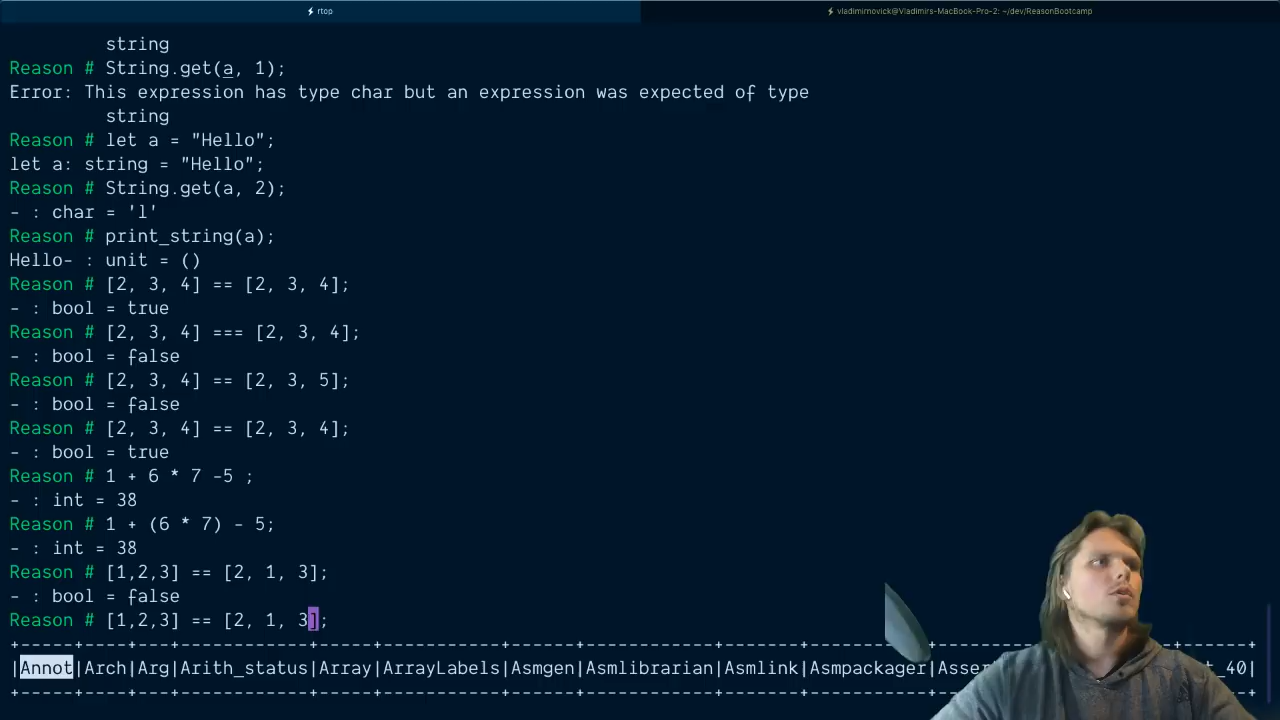 ⚡ rtop
⚡ vladimimovick@Vladimirs-MacBook-Pro-2: ~/dev/ReasonBootcamp
string
Reason # String.get(a, 1);
Error: This expression has type char but an expression was expected of type
string
Reason # let a = "Hello";
let a: string = "Hello";
Reason # String.get(a, 2);
- : char = 'l'
Reason # print_string(a);
Hello- : unit = ()
Reason # [2, 3, 4] == [2, 3, 4];
- : bool = true
Reason # [2, 3, 4] === [2, 3, 4];
- : bool = false
Reason # [2, 3, 4] == [2, 3, 5];
- : bool = false
Reason # [2, 3, 4] == [2, 3, 4];
- : bool = true
Reason # 1 + 6 * 7 -5 ;
- : int = 38
Reason # 1 + (6 * 7) - 5;
- : int = 38
Reason # [1,2,3] == [2, 1, 3];
- : bool = false
Reason # [1,2,3] == [2, 1, 3];
|Annot|Arch|Arg|Arith_status|Array|ArrayLabels|Asmgen|Asmlibrarian|Asmlink|Asmpackager|